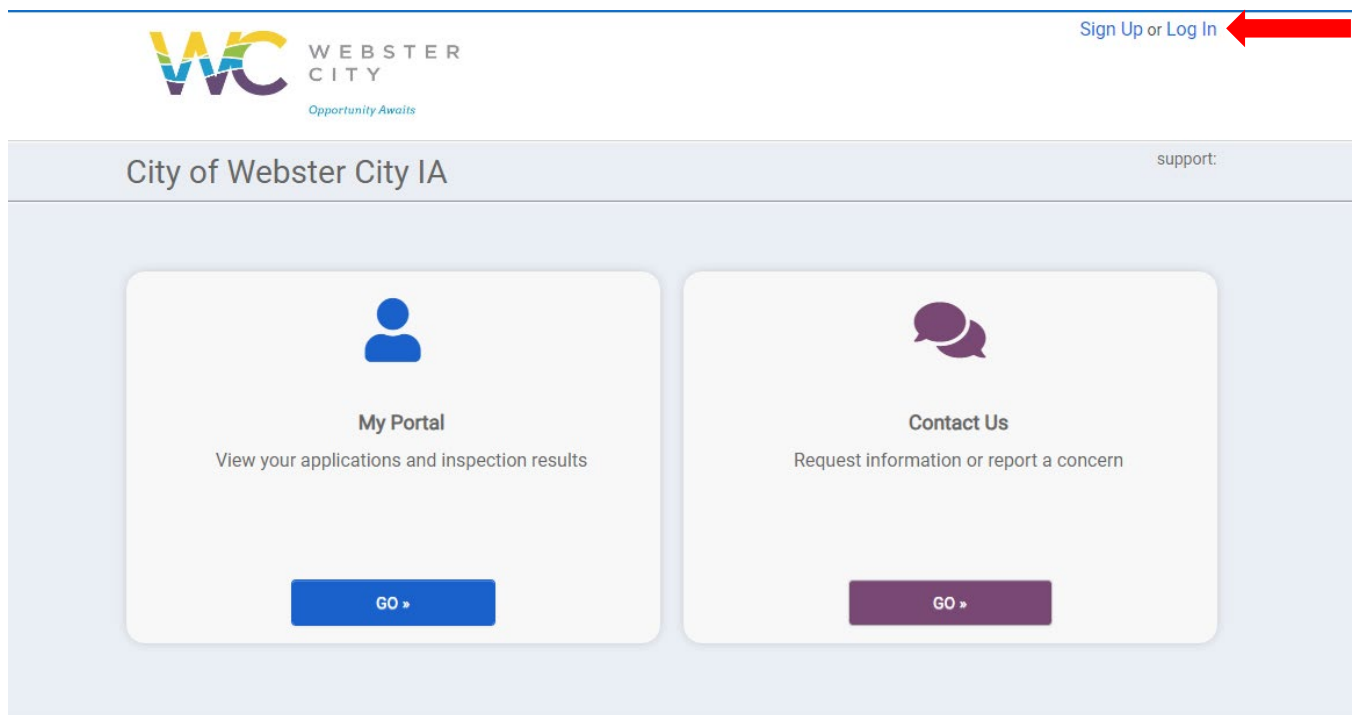 Sign Up or Log In
WC
WEBSTER
CITY
Opportunity Awaits
City of Webster City IA
support:
My Portal
View your applications and inspection results
GO »
Contact Us
Request information or report a concern
GO »